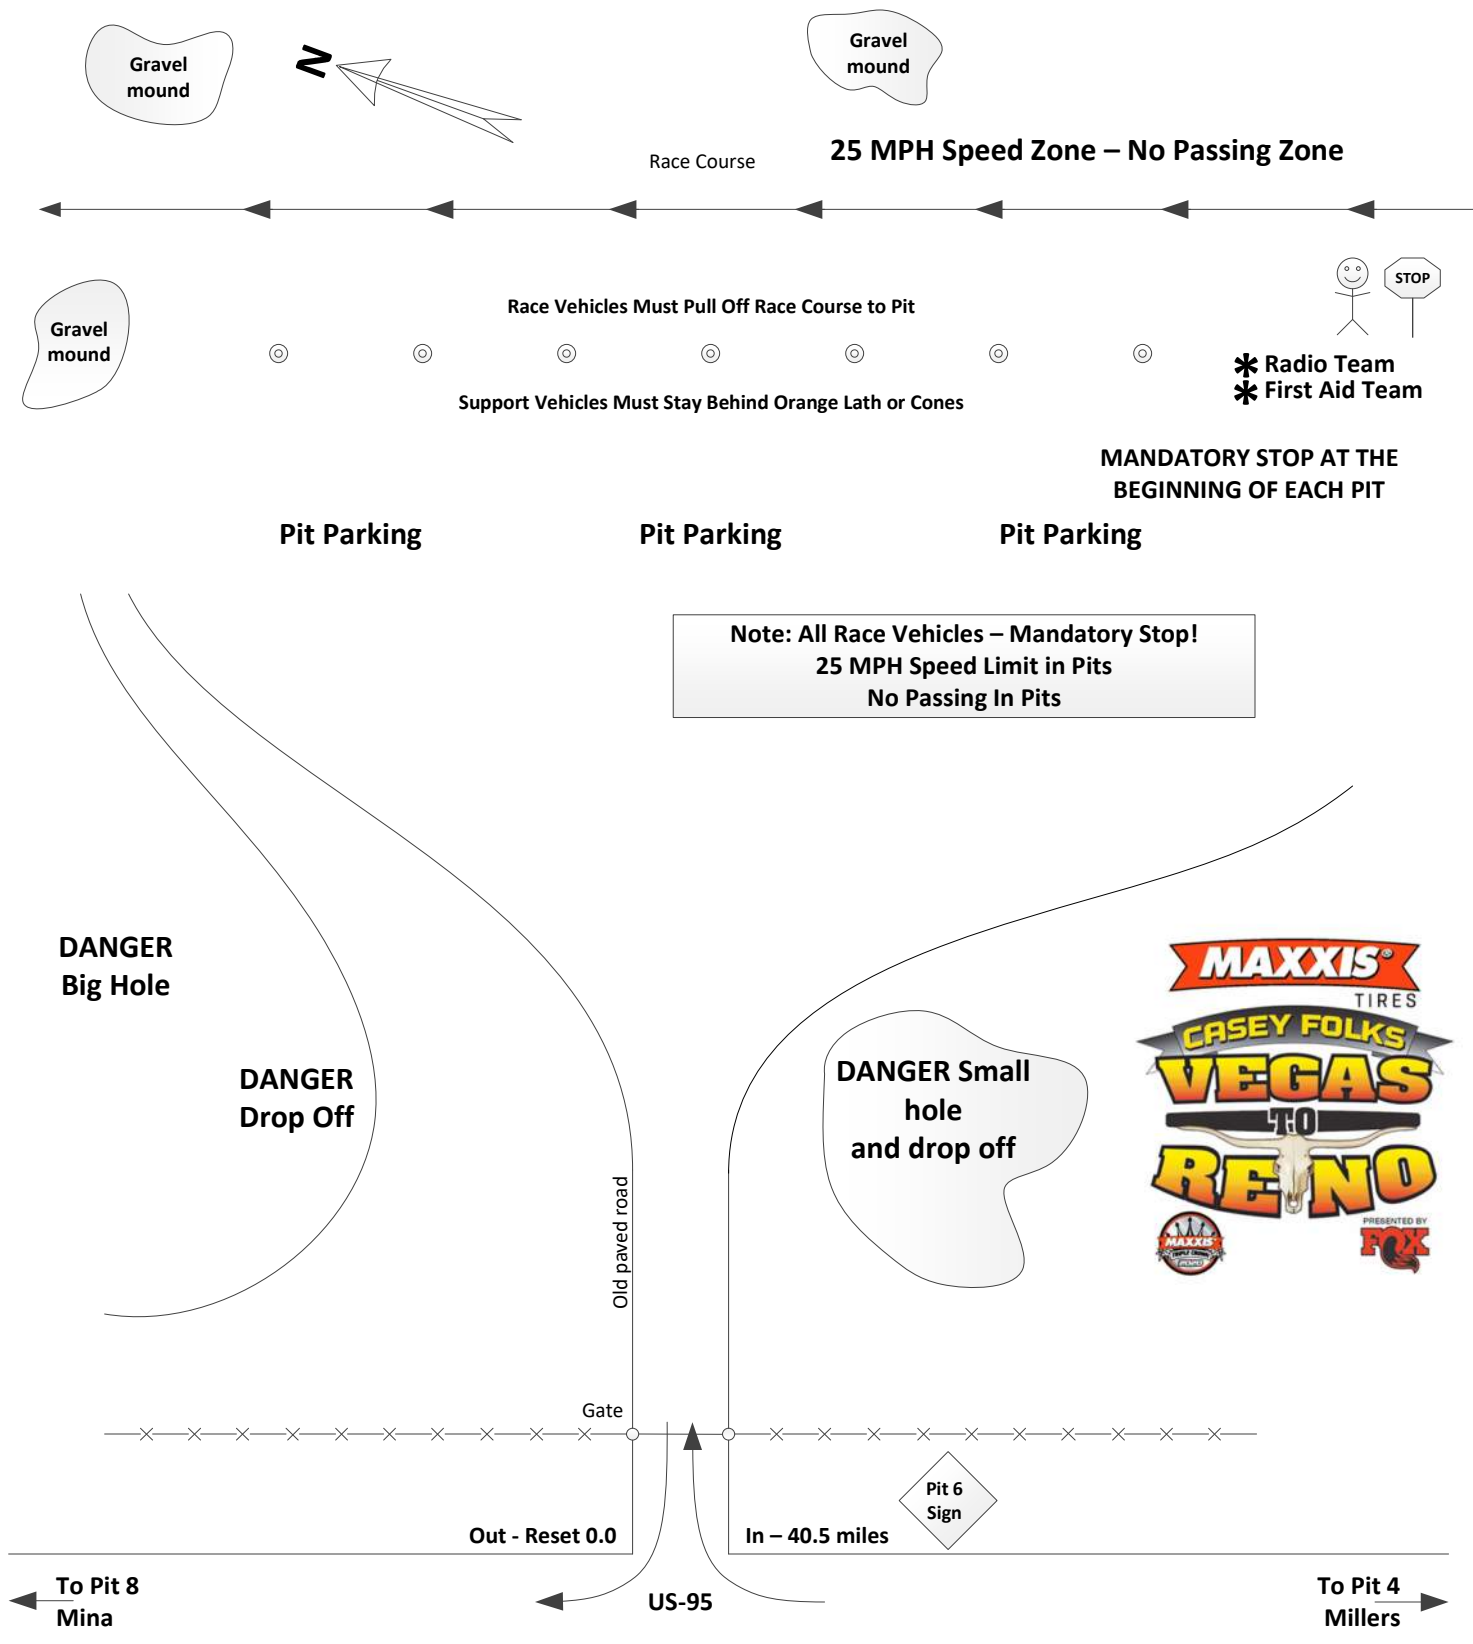 Gravel
mound
N
Gravel
mound
Race Course
25 MPH Speed Zone – No Passing Zone
STOP
Race Vehicles Must Pull Off Race Course to Pit
Gravel
mound
Radio Team
First Aid Team
Support Vehicles Must Stay Behind Orange Lath or Cones
MANDATORY STOP AT THE
BEGINNING OF EACH PIT
Pit Parking
Pit Parking
Pit Parking
Note: All Race Vehicles – Mandatory Stop!
25 MPH Speed Limit in Pits
No Passing In Pits
DANGER
Big Hole
DANGER
Drop Off
DANGER Small
hole
and drop off
MAXXIS®
TIRES
CASEY FOLKS
VEGAS
TO
RENO
PRESENTED BY
FOX
MAXXIS
TRIPLE CROWN
Old paved road
Gate
Pit 6
Sign
Out - Reset 0.0
In – 40.5 miles
To Pit 8
Mina
US-95
To Pit 4
Millers